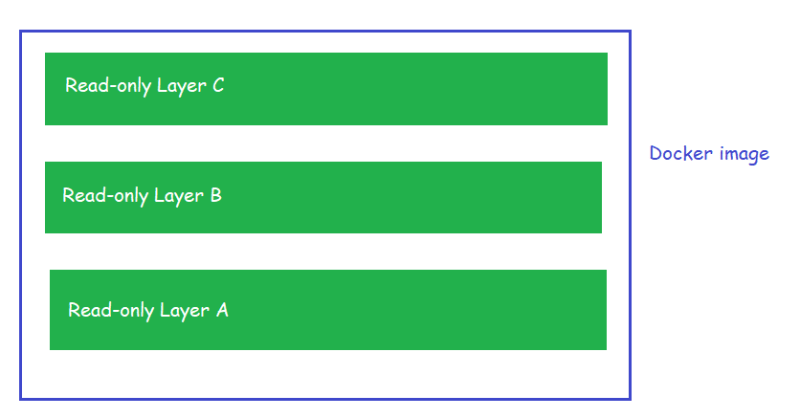 Read-only Layer C
Docker image
Read-only Layer B
Read-only Layer A